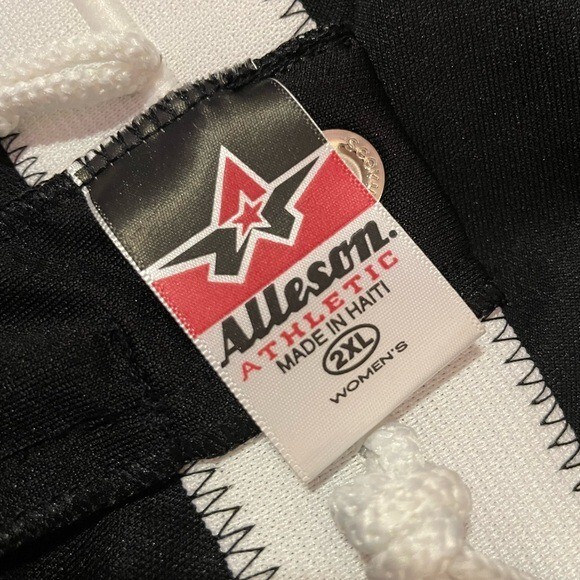 Alleson.
ATHLETIC
MADE IN HAITI
2XL
WOMEN'S